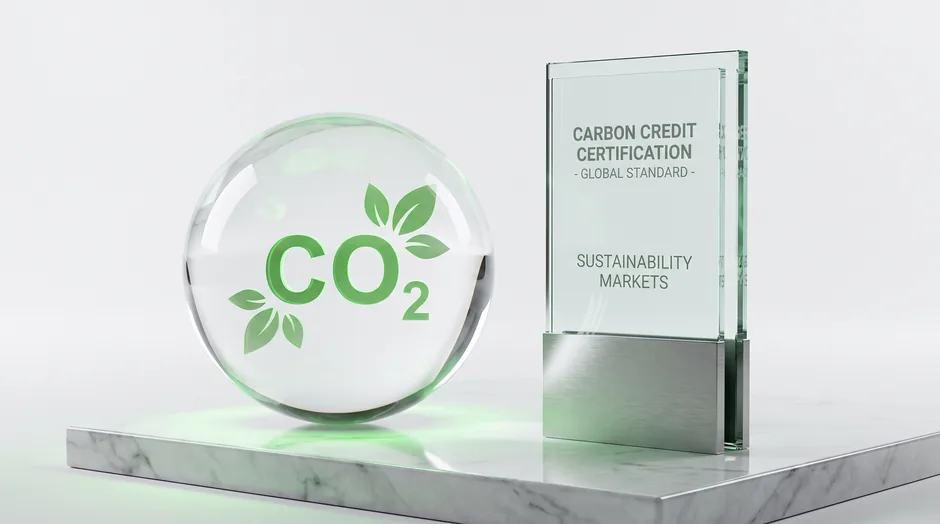 CO₂
CARBON CREDIT
CERTIFICATION
- GLOBAL STANDARD -
SUSTAINABILITY
MARKETS